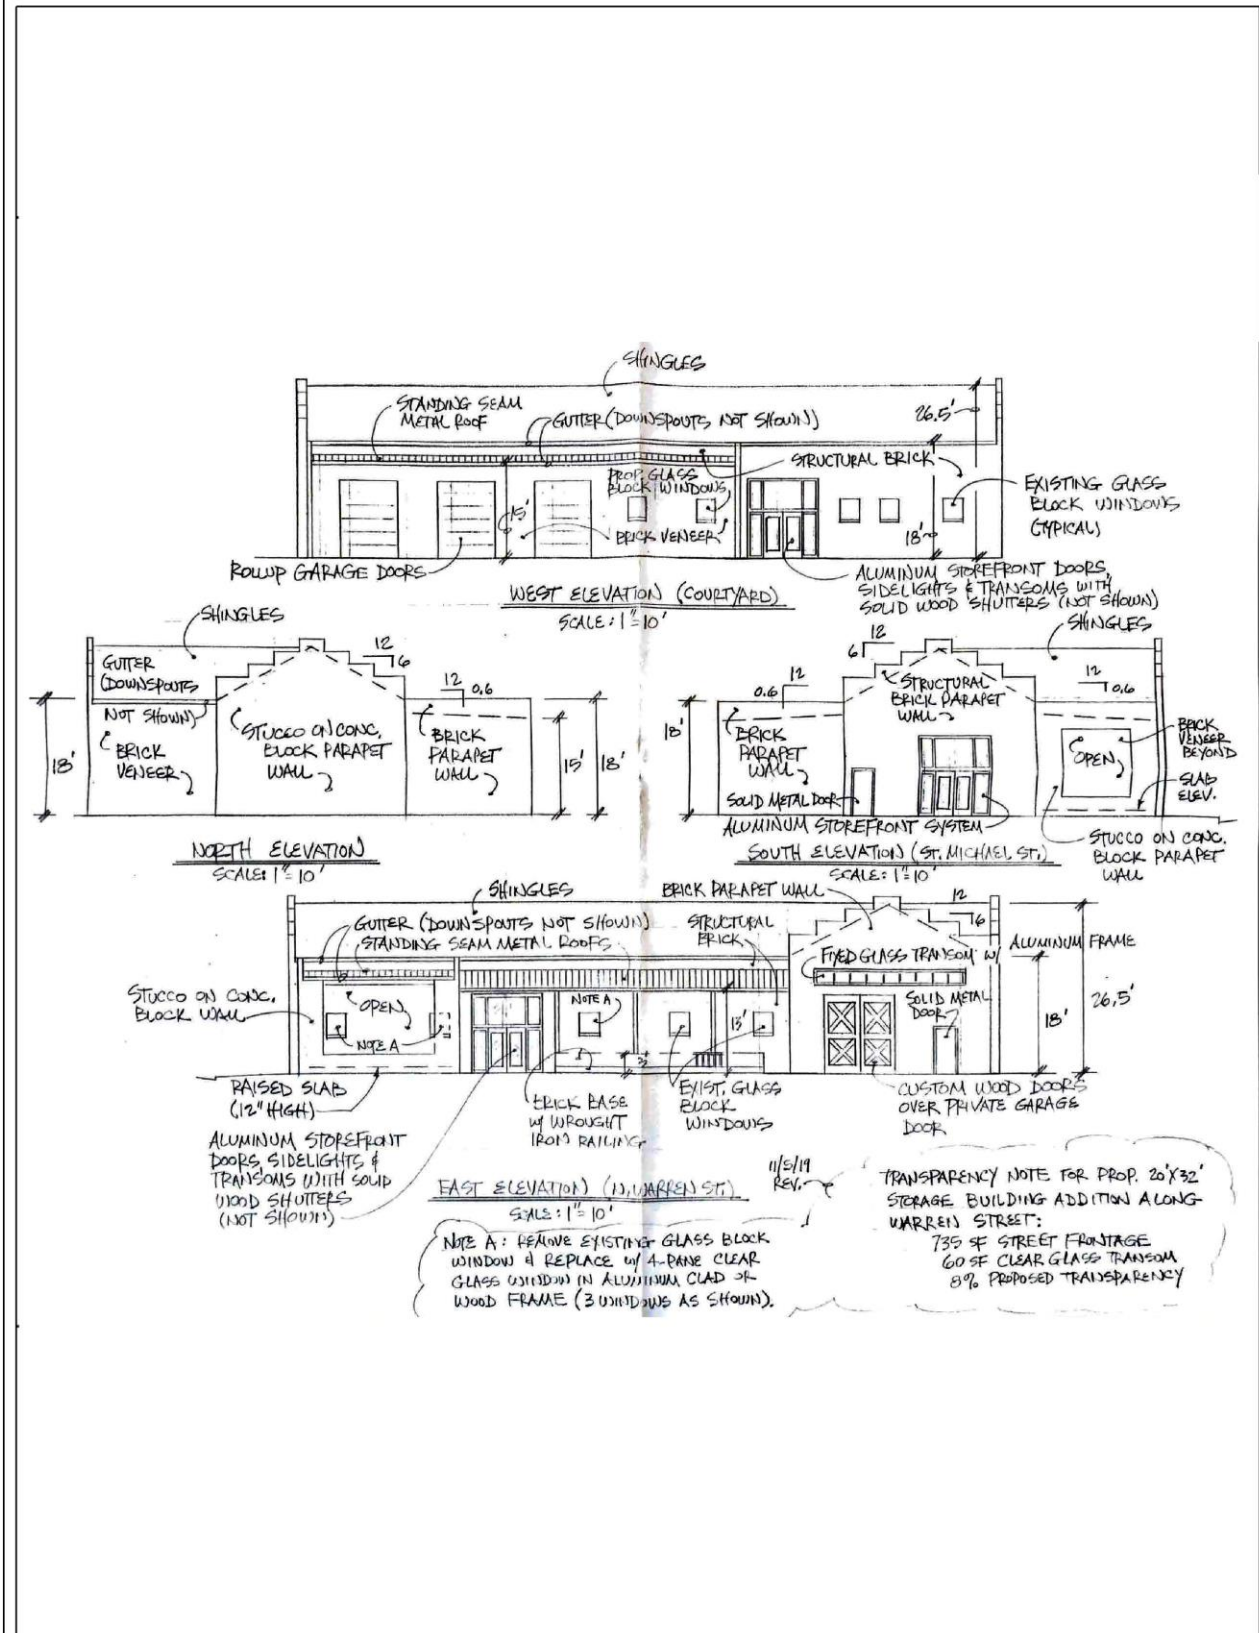 SHINGLES
STANDING SEAM
METAL ROOF
GUTTER (DOWNSPOUTS NOT SHOWN)
26.5'
STRUCTURAL BRICK
PROP. GLASS
BLOCK WINDOWS
EXISTING GLASS
BLOCK WINDOWS
(TYPICAL)
15'
BRICK VENEER
18'
ROLLUP GARAGE DOORS
ALUMINUM STOREFRONT DOORS,
SIDELIGHTS & TRANSOMS WITH
SOLID WOOD SHUTTERS (NOT SHOWN)
WEST ELEVATION (COURTYARD)
SCALE: 1"=10'
SHINGLES
12
6
GUTTER
(DOWNSPOUTS
NOT SHOWN)
12
0.6
STUCCO ON CONC.
BLOCK PARAPET
WALL
BRICK
VENEER
BRICK
PARAPET
WALL
18'
15'
18'
NORTH ELEVATION
SCALE: 1"=10'
12
6
SHINGLES
12
0.6
STRUCTURAL
BRICK PARAPET
WALL
12
0.6
18'
BRICK
PARAPET
WALL
OPEN
BRICK
VENEER
BEYOND
SLAB
ELEV.
SOLID METAL DOOR
ALUMINUM STOREFRONT SYSTEM
STUCCO ON CONC.
BLOCK PARAPET
WALL
SOUTH ELEVATION (ST. MICHAEL ST.)
SCALE: 1"=10'
SHINGLES
BRICK PARAPET WALL
12
6
GUTTER (DOWNSPOUTS NOT SHOWN)
STANDING SEAM METAL ROOFS
STRUCTURAL
BRICK
FIXED GLASS TRANSOM W/
ALUMINUM FRAME
STUCCO ON CONC.
BLOCK WALL
OPEN
NOTE A
NOTE A
13'
SOLID METAL
DOOR
18'
26.5'
3'
RAISED SLAB
(12" HIGH)
BRICK BASE
W/ WROUGHT
IRON RAILING
EXIST. GLASS
BLOCK
WINDOWS
CUSTOM WOOD DOORS
OVER PRIVATE GARAGE
DOOR
ALUMINUM STOREFRONT
DOORS, SIDELIGHTS &
TRANSOMS WITH SOLID
WOOD SHUTTERS
(NOT SHOWN)
EAST ELEVATION (N. WARREN ST.)
SCALE: 1"=10'
11/5/19
REV.
NOTE A: REMOVE EXISTING GLASS BLOCK
WINDOW & REPLACE W/ 4-PANE CLEAR
GLASS WINDOW IN ALUMINUM CLAD OR
WOOD FRAME (3 WINDOWS AS SHOWN).
TRANSPARENCY NOTE FOR PROP. 20'X32'
STORAGE BUILDING ADDITION ALONG
WARREN STREET:
735 SF STREET FRONTAGE
60 SF CLEAR GLASS TRANSOM
8% PROPOSED TRANSPARENCY